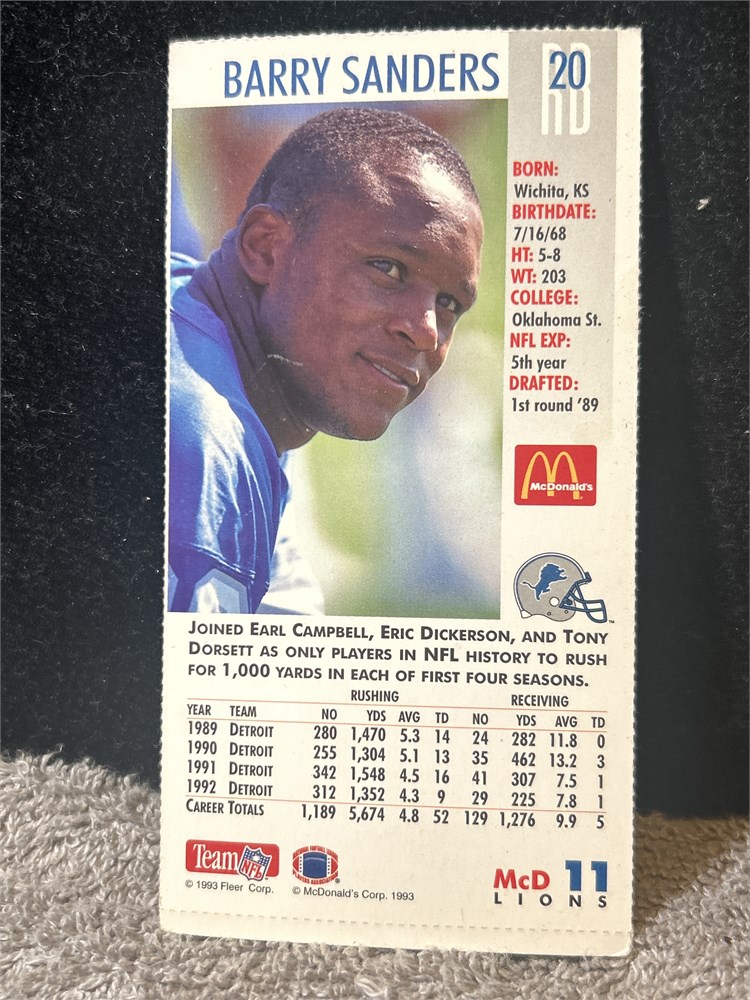 BARRY SANDERS
20
RB
BORN:
Wichita, KS
BIRTHDATE:
7/16/68
HT: 5-8
WT: 203
COLLEGE:
Oklahoma St.
NFL EXP:
5th year
DRAFTED:
1st round '89
McDonald's
TM
JOINED EARL CAMPBELL, ERIC DICKERSON, AND TONY
DORSETT AS ONLY PLAYERS IN NFL HISTORY TO RUSH
FOR 1,000 YARDS IN EACH OF FIRST FOUR SEASONS.
RUSHING RECEIVING
YEAR TEAM NO YDS AVG TD NO YDS AVG TD
1989 DETROIT 280 1,470 5.3 14 24 282 11.8 0
1990 DETROIT 255 1,304 5.1 13 35 462 13.2 3
1991 DETROIT 342 1,548 4.5 16 41 307 7.5 1
1992 DETROIT 312 1,352 4.3 9 29 225 7.8 1
CAREER TOTALS 1,189 5,674 4.8 52 129 1,276 9.9 5
Team NFL
© 1993 Fleer Corp.
© McDonald's Corp. 1993
McD 11
LIONS